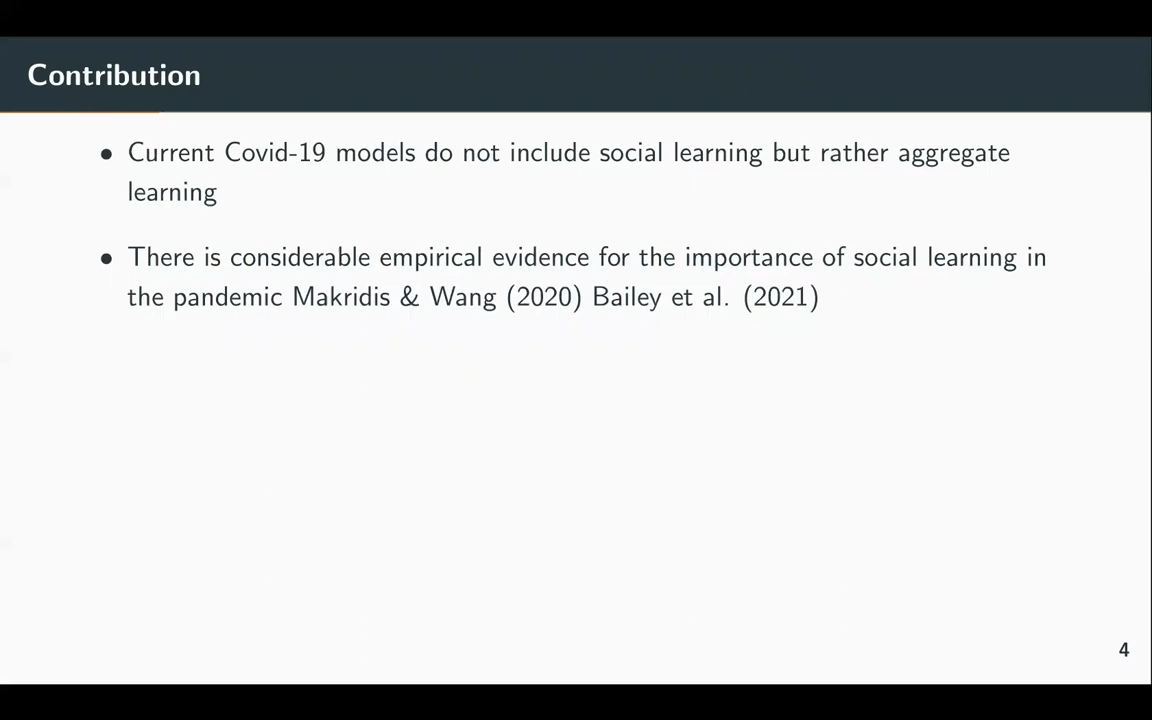 Contribution
• Current Covid-19 models do not include social learning but rather aggregate
learning
• There is considerable empirical evidence for the importance of social learning in
the pandemic Makridis & Wang (2020) Bailey et al. (2021)
4